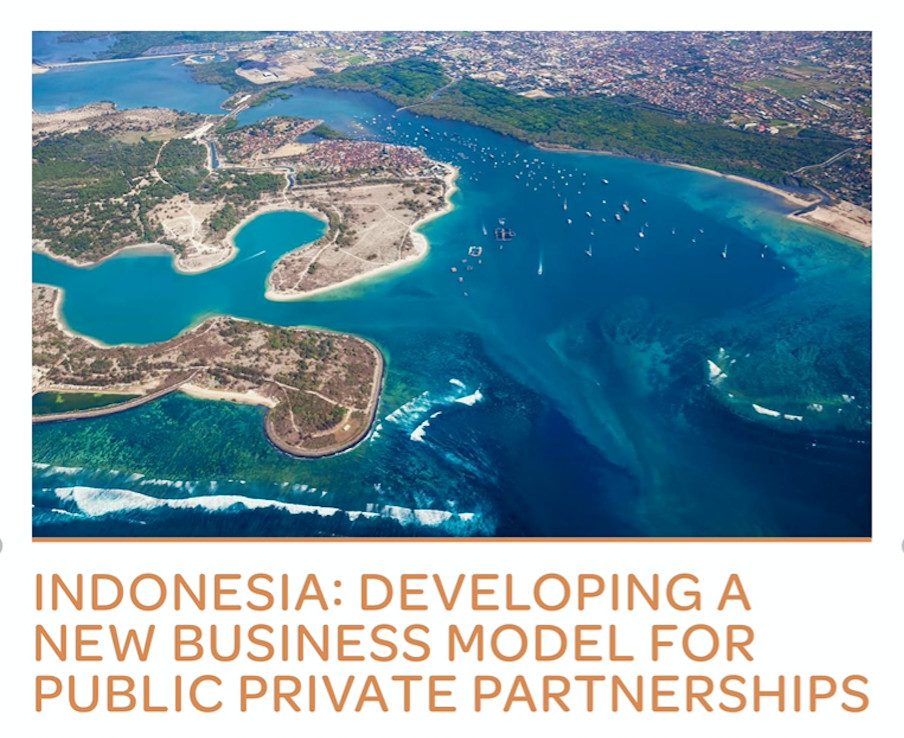 INDONESIA: DEVELOPING A
NEW BUSINESS MODEL FOR
PUBLIC PRIVATE PARTNERSHIPS